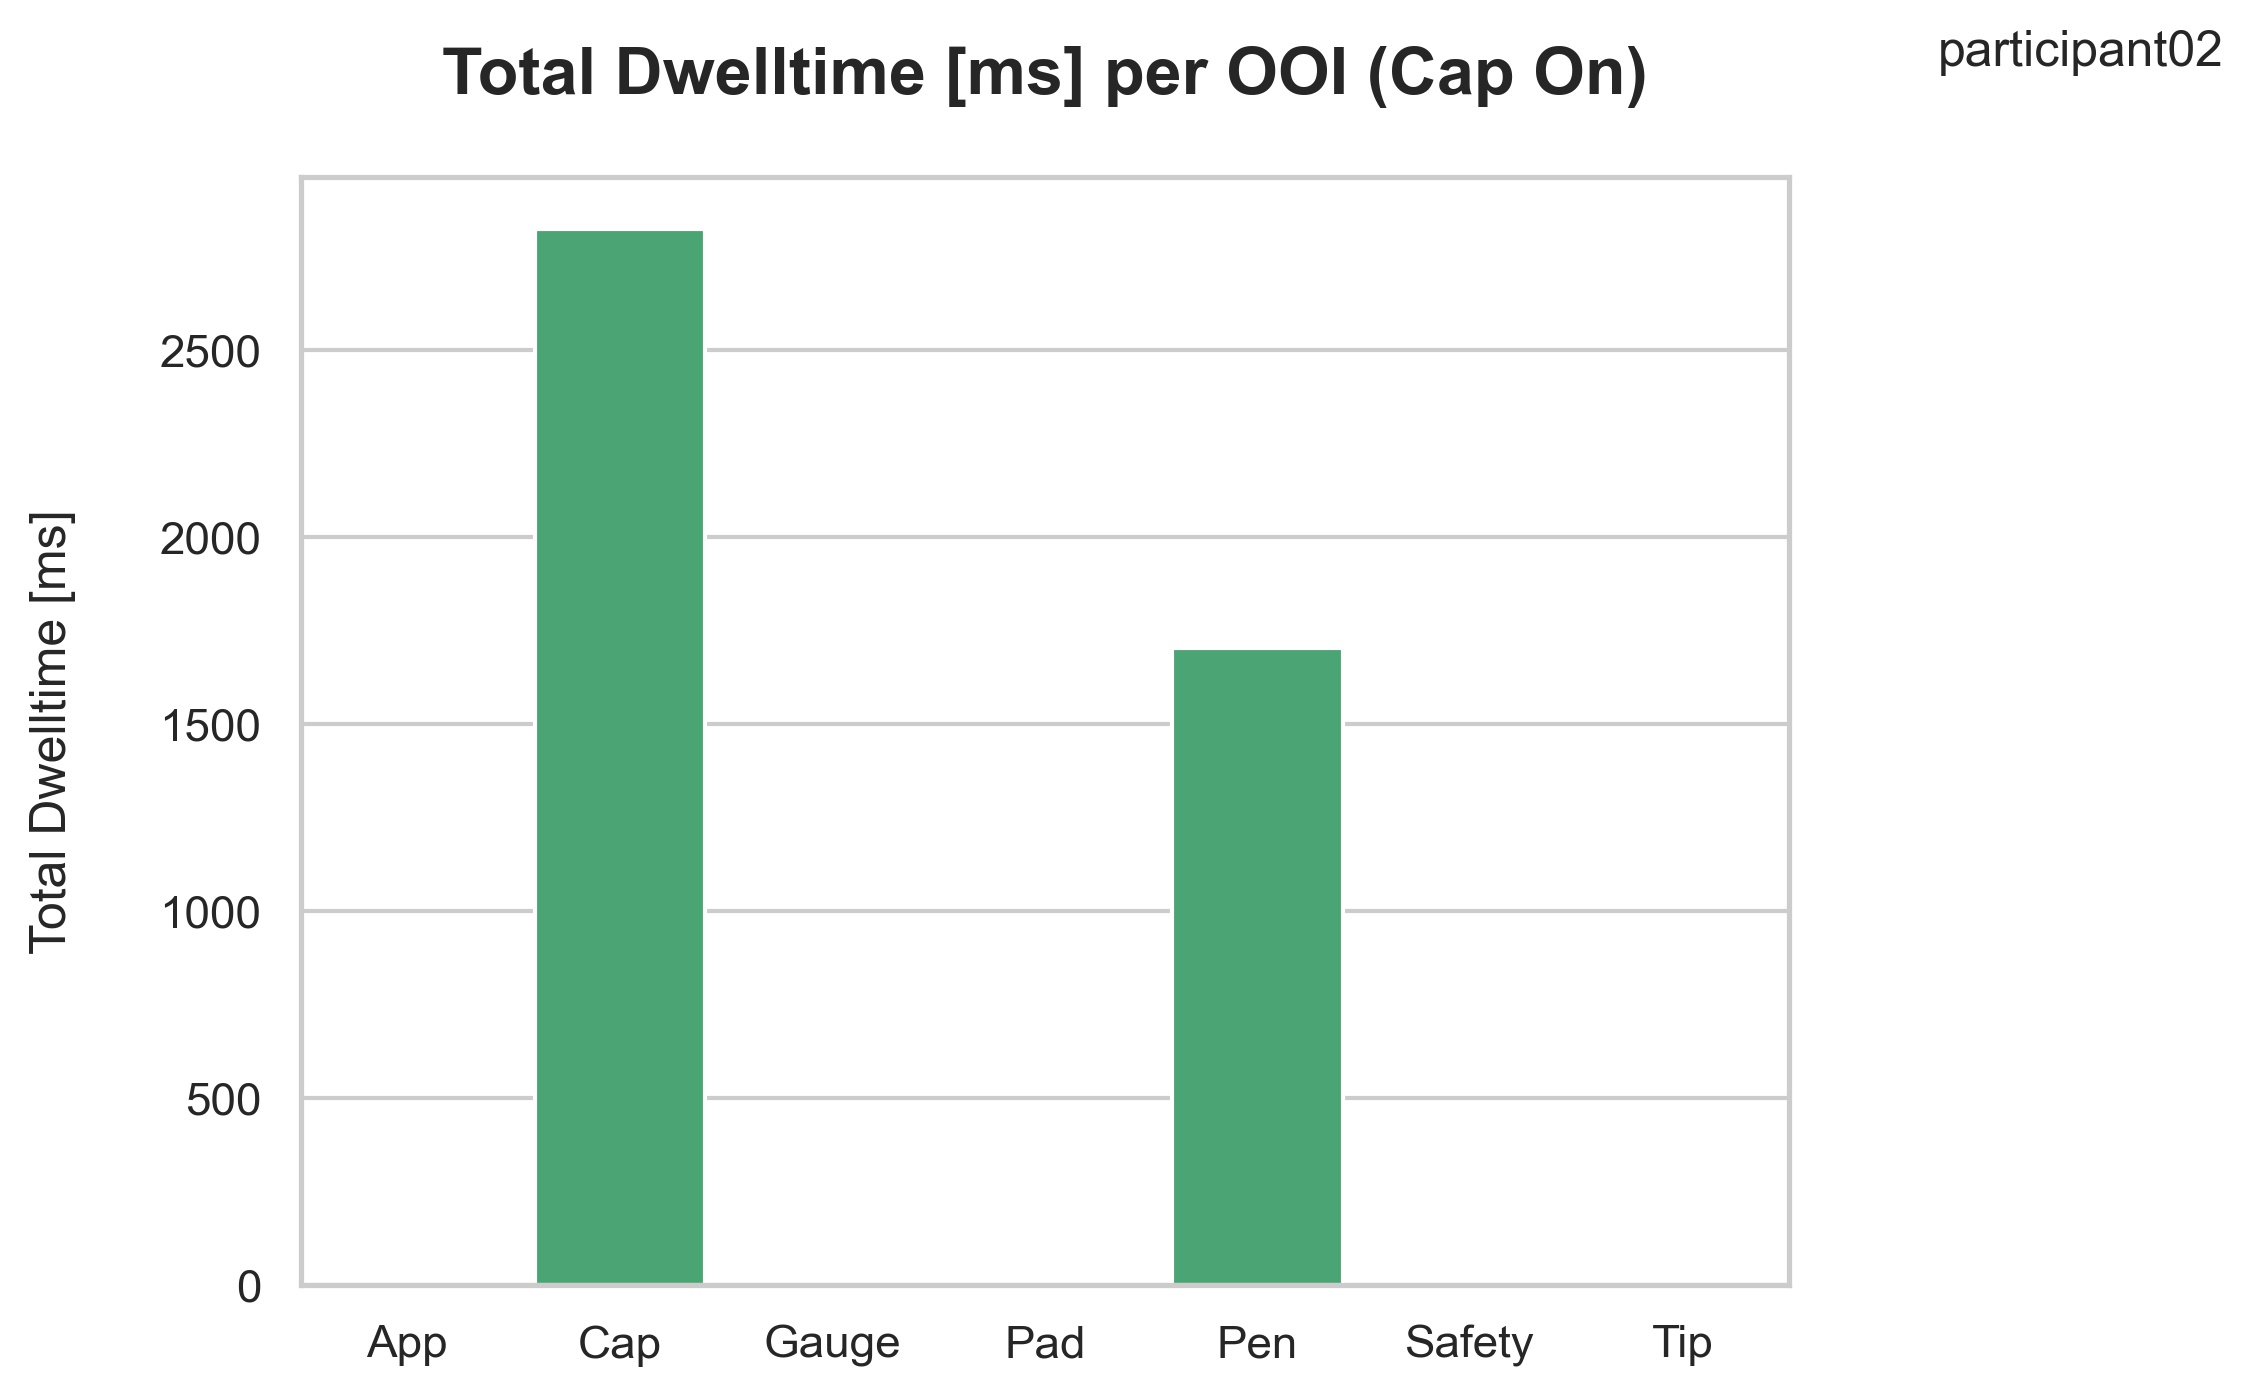 participant02
Total Dwelltime [ms] per OOI (Cap On)
Total Dwelltime [ms]
2500
2000
1500
1000
500
0
App Cap Gauge Pad Pen Safety Tip